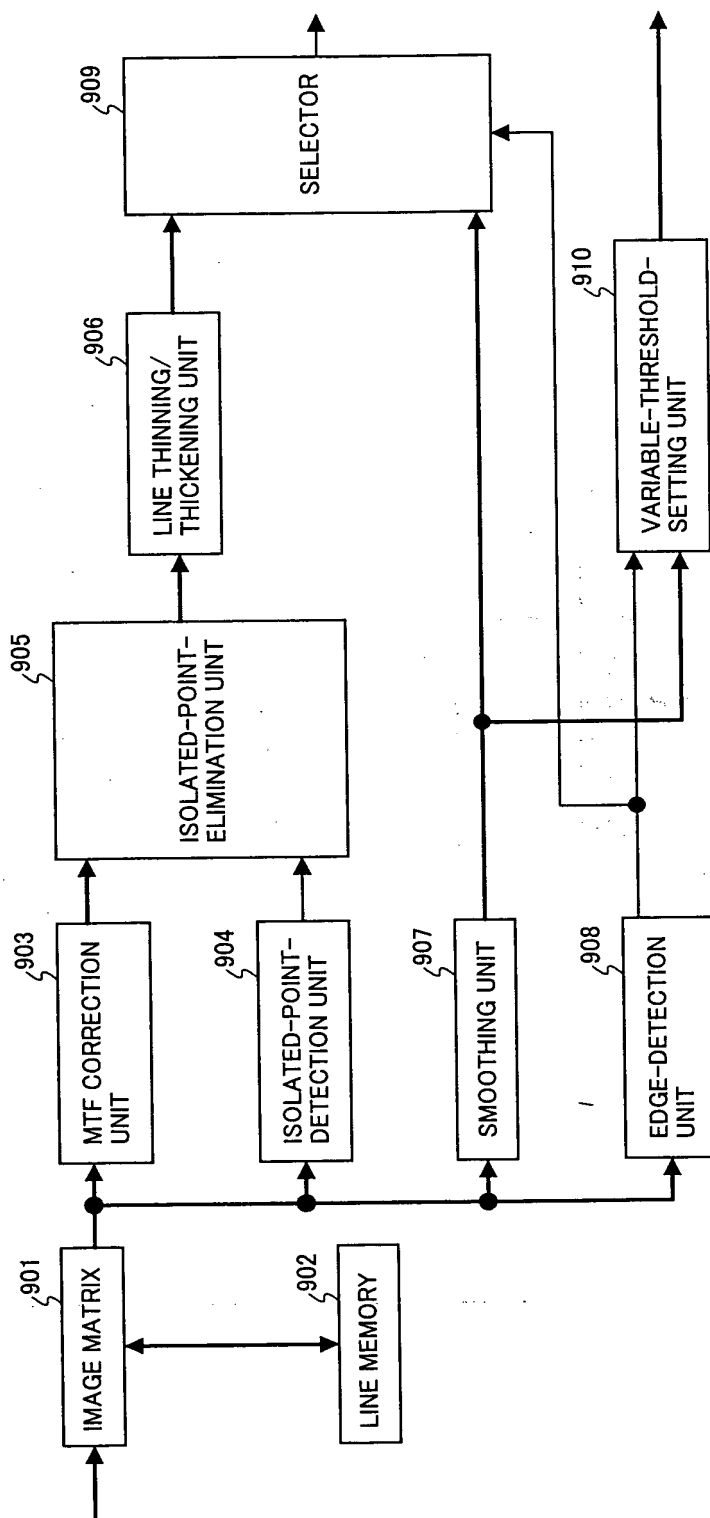 901
IMAGE MATRIX
902
LINE MEMORY
903
MTF CORRECTION
UNIT
904
ISOLATED-POINT-
DETECTION UNIT
905
ISOLATED-POINT-
ELIMINATION UINT
906
LINE THINNING/
THICKENING UNIT
907
SMOOTHING UNIT
908
EDGE-DETECTION
UNIT
909
SELECTOR
910
VARIABLE-THRESHOLD-
SETTING UNIT